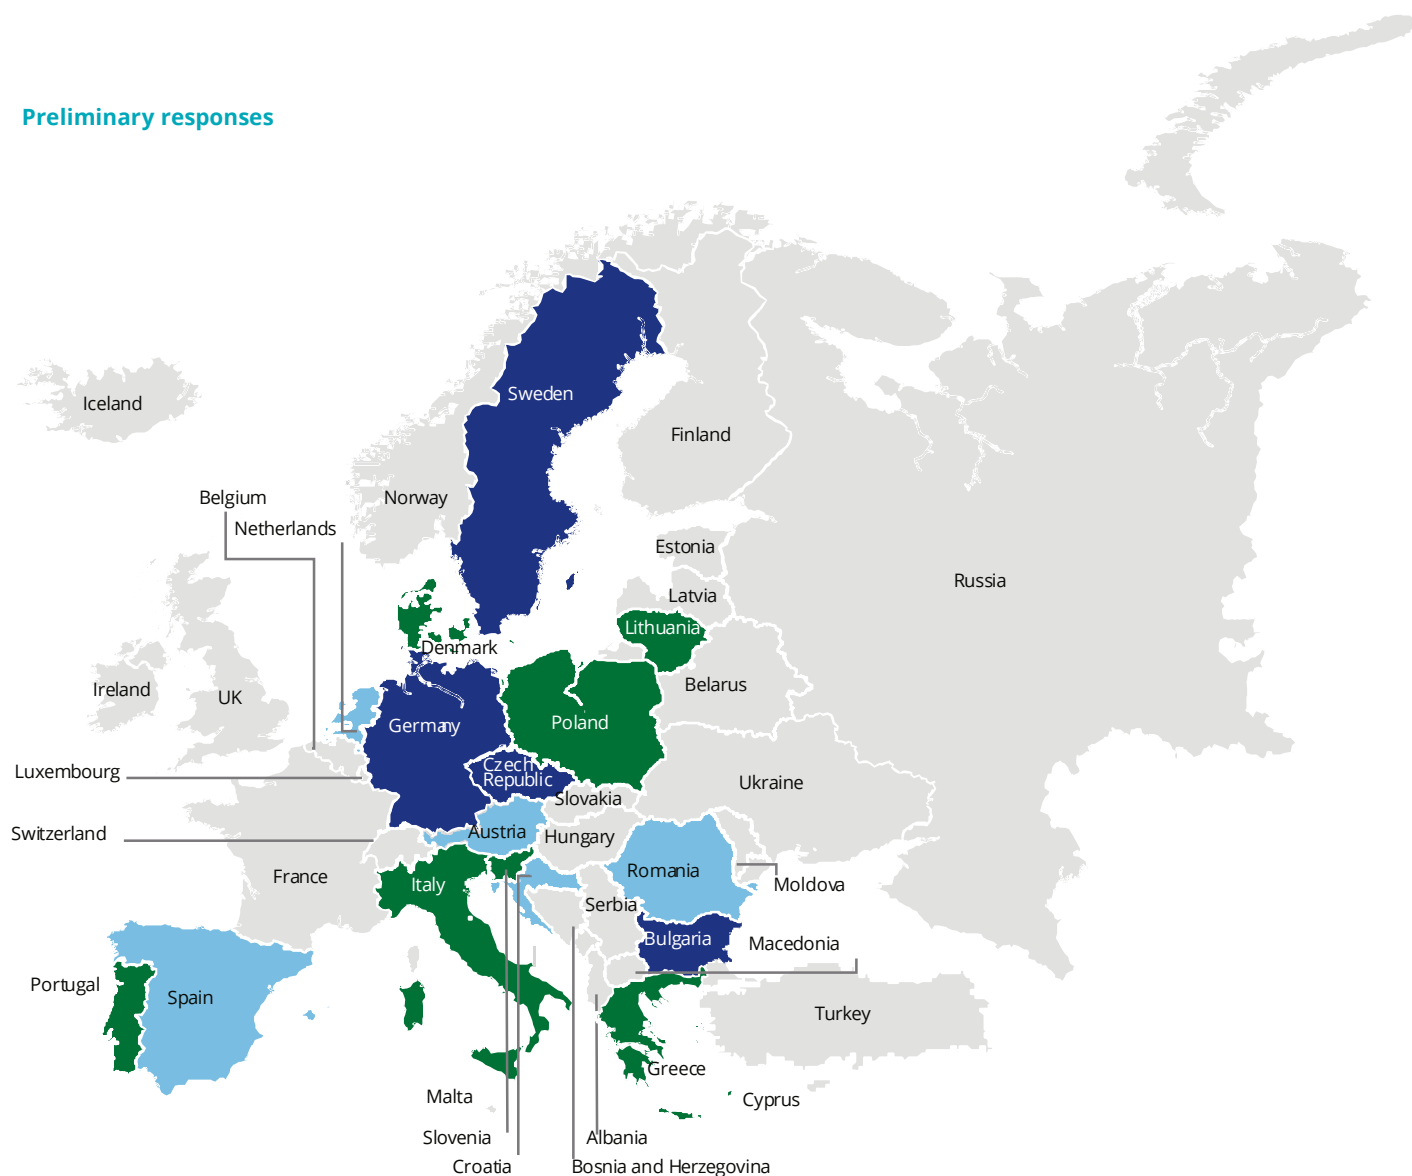 Preliminary responses
Iceland
Sweden
Finland
Norway
Belgium
Netherlands
Estonia
Russia
Latvia
Lithuania
Denmark
Ireland
UK
Belarus
Germany
Poland
Luxembourg
Czech
Republic
Ukraine
Slovakia
Switzerland
Austria
Hungary
France
Italy
Romania
Moldova
Serbia
Bulgaria
Macedonia
Portugal
Spain
Turkey
Greece
Malta
Cyprus
Slovenia
Albania
Croatia
Bosnia and Herzegovina